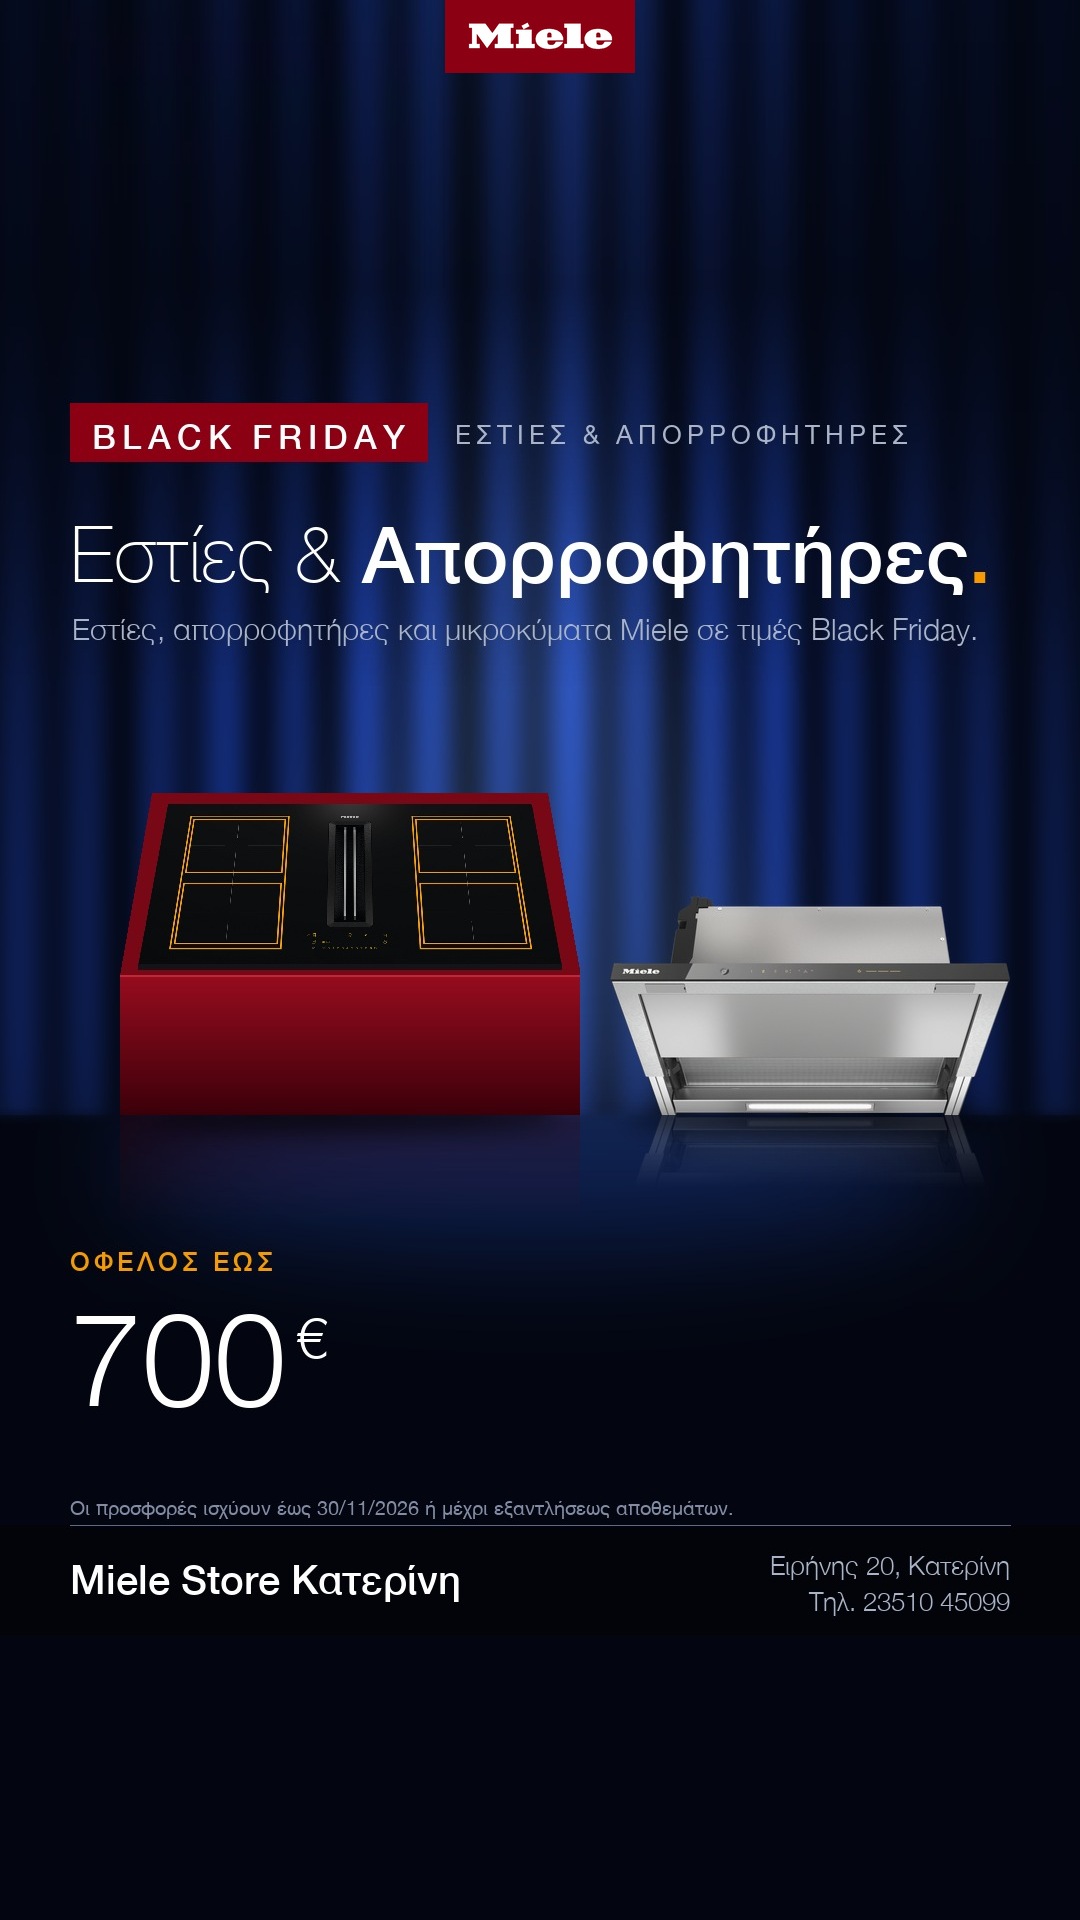 Miele
BLACK FRIDAY
ΕΣΤΙΕΣ & ΑΠΟΡΡΟΦΗΤΗΡΕΣ
Εστίες & Απορροφητήρες.
Εστίες, απορροφητήρες και μικροκύματα Miele σε τιμές Black Friday.
Miele
ΟΦΕΛΟΣ ΕΩΣ
700€
Οι προσφορές ισχύουν έως 30/11/2026 ή μέχρι εξαντλήσεως αποθεμάτων.
Miele Store Κατερίνη
Ειρήνης 20, Κατερίνη
Τηλ. 23510 45099